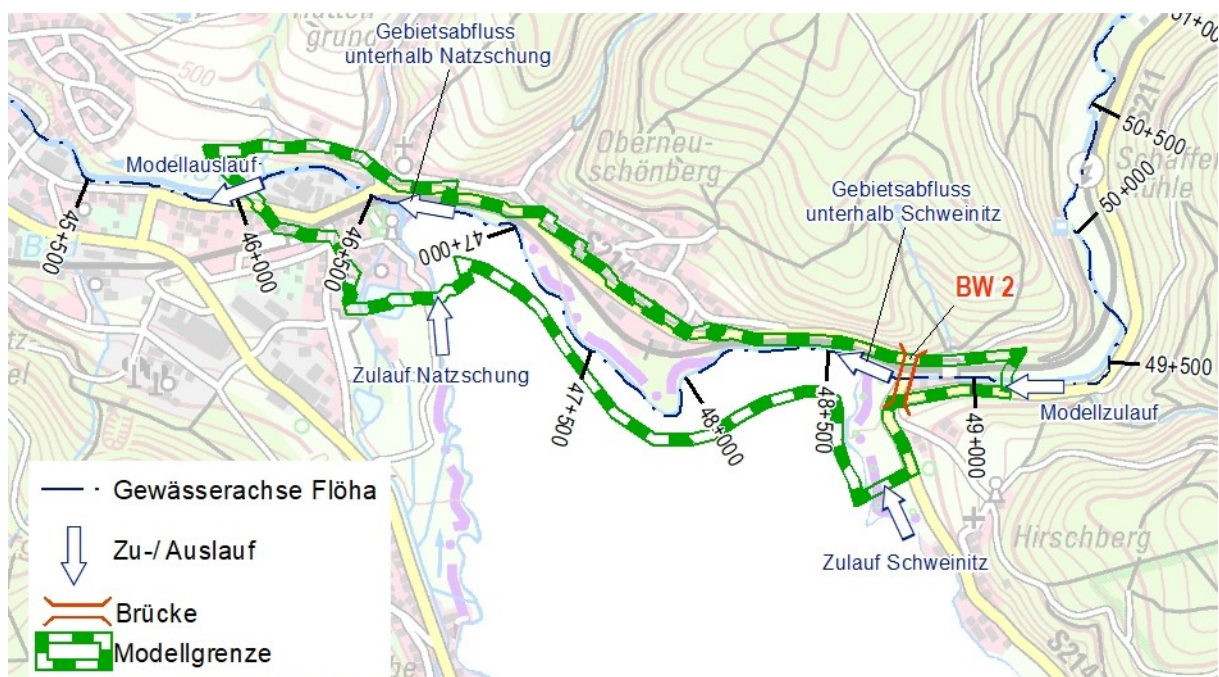 Gebietsabfluss
unterhalb Natzschung
grund
500
Oberneu-
schönberg
Modellauslauf
Gebietsabfluss
unterhalb Schweinitz
BW 2
S211
50+500
50+000
49+500
45+500
46+000
46+500
47+000
47+500
48+000
48+500
49+000
Zulauf Natzschung
Modellzulauf
Zulauf Schweinitz
Hirschberg
S214
Gewässerachse Flöha
Zu-/ Auslauf
Brücke
Modellgrenze